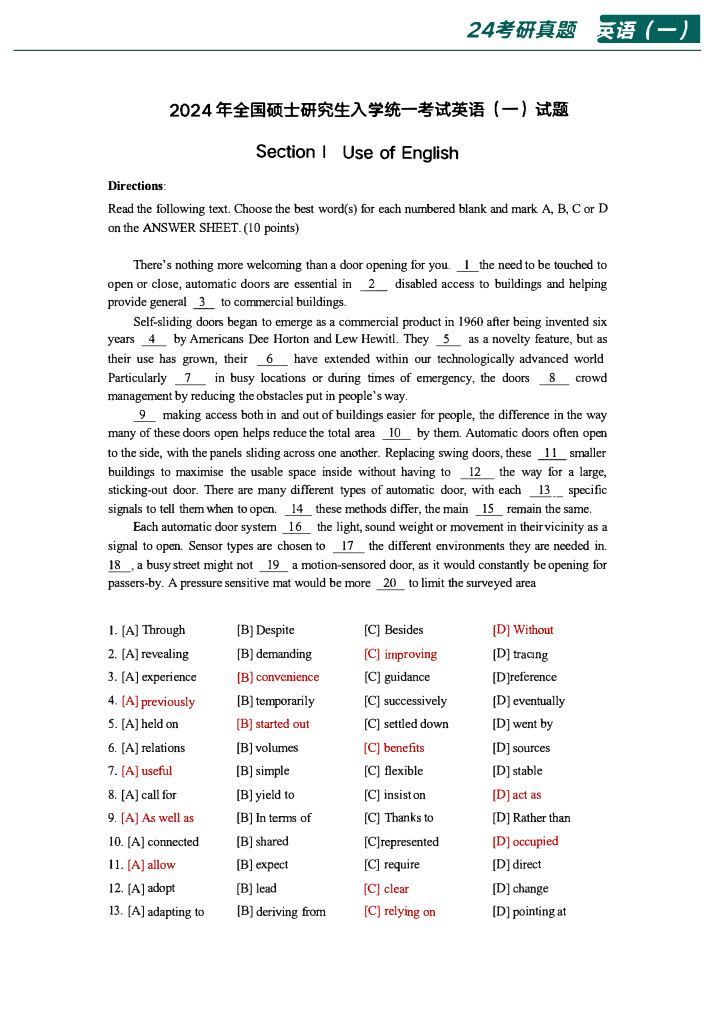 24考研真题 英语（一）
2024年全国硕士研究生入学统一考试英语（一）试题
Section I Use of English
Directions:
Read the following text. Choose the best word(s) for each numbered blank and mark A, B, C or D
on the ANSWER SHEET. (10 points)
There's nothing more welcoming than a door opening for you. 1 the need to be touched to
open or close, automatic doors are essential in 2 disabled access to buildings and helping
provide general 3 to commercial buildings.
Self-sliding doors began to emerge as a commercial product in 1960 after being invented six
years 4 by Americans Dee Horton and Lew Hewitl. They 5 as a novelty feature, but as
their use has grown, their 6 have extended within our technologically advanced world
Particularly 7 in busy locations or during times of emergency, the doors 8 crowd
management by reducing the obstacles put in people's way.
9 making access both in and out of buildings easier for people, the difference in the way
many of these doors open helps reduce the total area 10 by them. Automatic doors often open
to the side, with the panels sliding across one another. Replacing swing doors, these 11 smaller
buildings to maximise the usable space inside without having to 12 the way for a large,
sticking-out door. There are many different types of automatic door, with each 13 specific
signals to tell them when to open. 14 these methods differ, the main 15 remain the same.
Each automatic door system 16 the light, sound weight or movement in their vicinity as a
signal to open. Sensor types are chosen to 17 the different environments they are needed in.
18 , a busy street might not 19 a motion-sensored door, as it would constantly be opening for
passers-by. A pressure sensitive mat would be more 20 to limit the surveyed area
1. [A] Through [B] Despite [C] Besides [D] Without
2. [A] revealing [B] demanding [C] improving [D] tracing
3. [A] experience [B] convenience [C] guidance [D]reference
4. [A] previously [B] temporarily [C] successively [D] eventually
5. [A] held on [B] started out [C] settled down [D] went by
6. [A] relations [B] volumes [C] benefits [D] sources
7. [A] useful [B] simple [C] flexible [D] stable
8. [A] call for [B] yield to [C] insist on [D] act as
9. [A] As well as [B] In terms of [C] Thanks to [D] Rather than
10. [A] connected [B] shared [C]represented [D] occupied
11. [A] allow [B] expect [C] require [D] direct
12. [A] adopt [B] lead [C] clear [D] change
13. [A] adapting to [B] deriving from [C] relying on [D] pointing at